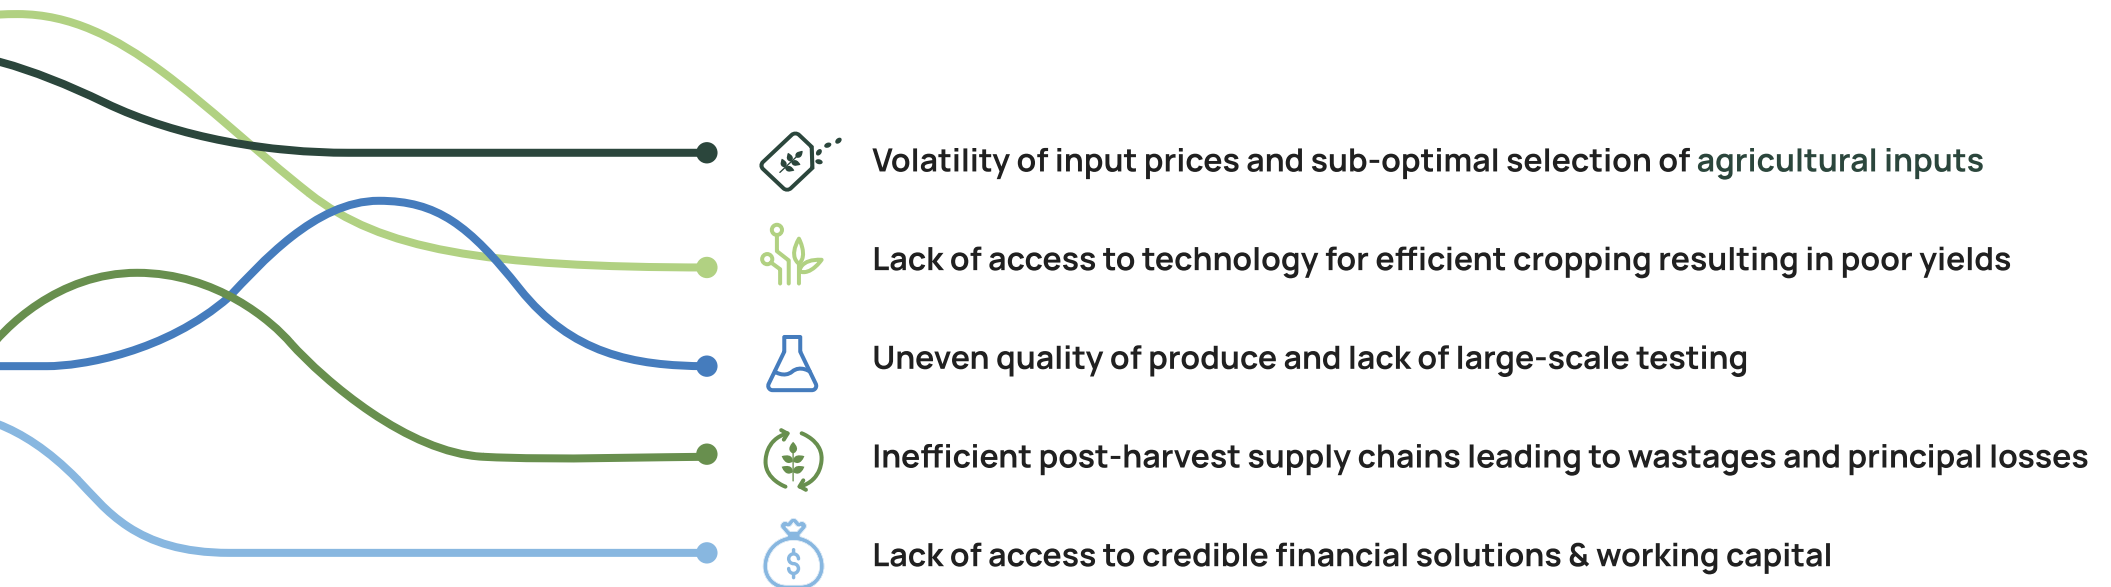 Volatility of input prices and sub-optimal selection of agricultural inputs
Lack of access to technology for efficient cropping resulting in poor yields
Uneven quality of produce and lack of large-scale testing
Inefficient post-harvest supply chains leading to wastages and principal losses
$
Lack of access to credible financial solutions & working capital